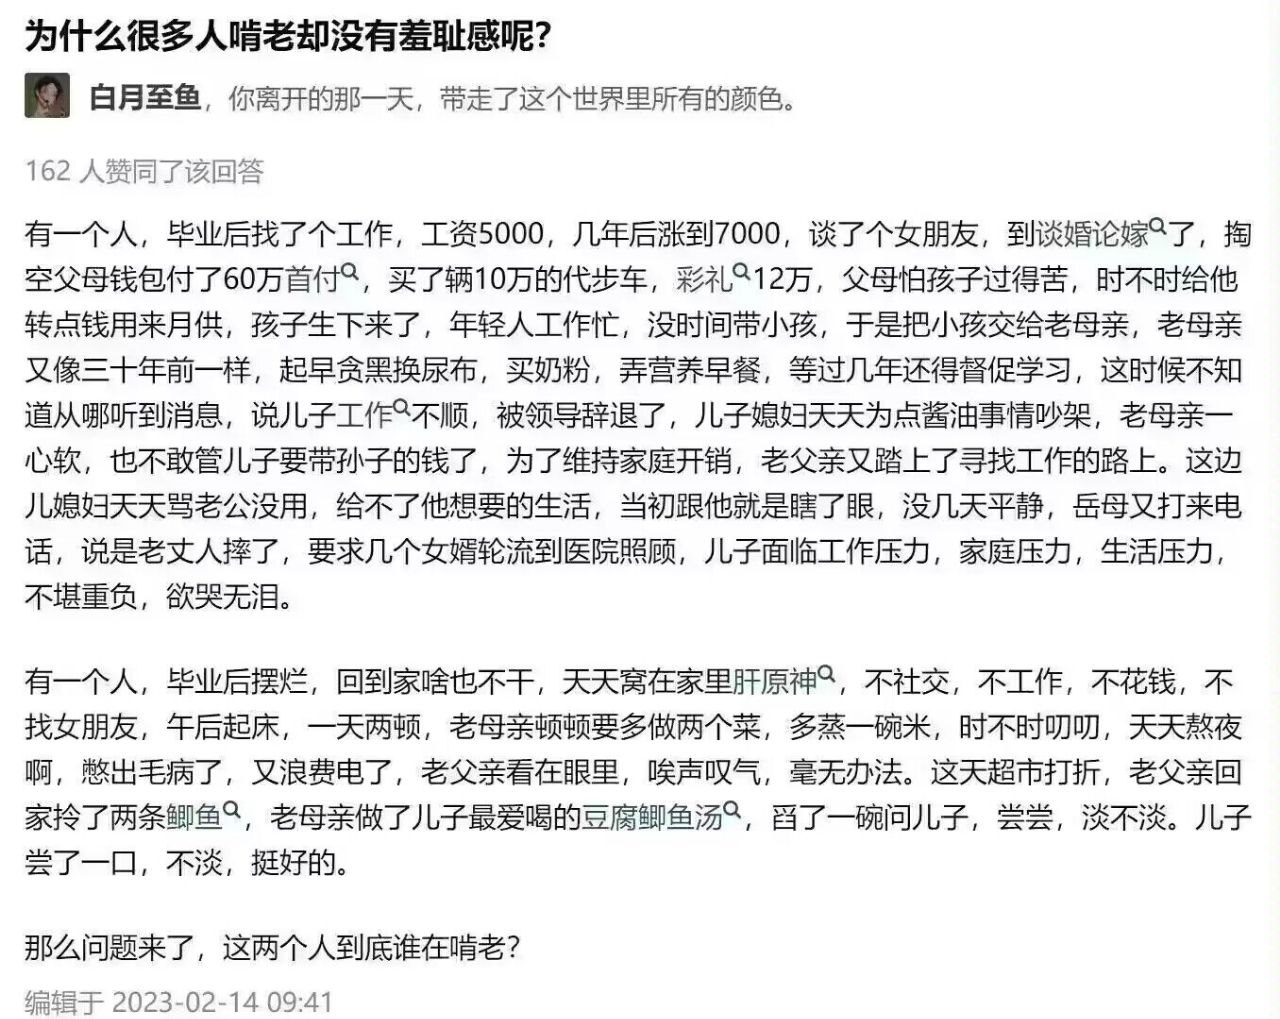 为什么很多人啃老却没有羞耻感呢？
白月至鱼，你离开的那一天，带走了这个世界里所有的颜色。
162 人赞同了该回答
有一个人，毕业后找了个工作，工资5000，几年后涨到7000，谈了个女朋友，到谈婚论嫁了，掏
空父母钱包付了60万首付，买了辆10万的代步车，彩礼12万，父母怕孩子过得苦，时不时给他
转点钱用来月供，孩子生下来了，年轻人工作忙，没时间带小孩，于是把小孩交给老母亲，老母亲
又像三十年前一样，起早贪黑换尿布，买奶粉，弄营养早餐，等过几年还得督促学习，这时候不知
道从哪听到消息，说儿子工作不顺，被领导辞退了，儿子媳妇天天为点酱油事情吵架，老母亲一
心软，也不敢管儿子要带孙子的钱了，为了维持家庭开销，老父亲又踏上了寻找工作的路上。这边
儿媳妇天天骂老公没用，给不了他想要的生活，当初跟他就是瞎了眼，没几天平静，岳母又打来电
话，说是老丈人摔了，要求几个女婿轮流到医院照顾，儿子面临工作压力，家庭压力，生活压力，
不堪重负，欲哭无泪。
有一个人，毕业后摆烂，回到家啥也不干，天天窝在家里肝原神，不社交，不工作，不花钱，不
找女朋友，午后起床，一天两顿，老母亲顿顿要多做两个菜，多蒸一碗米，时不时叨叨，天天熬夜
啊，憋出毛病了，又浪费电了，老父亲看在眼里，唉声叹气，毫无办法。这天超市打折，老父亲回
家拎了两条鲫鱼，老母亲做了儿子最爱喝的豆腐鲫鱼汤，舀了一碗问儿子，尝尝，淡不淡。儿子
尝了一口，不淡，挺好的。
那么问题来了，这两个人到底谁在啃老？
编辑于 2023-02-14 09:41